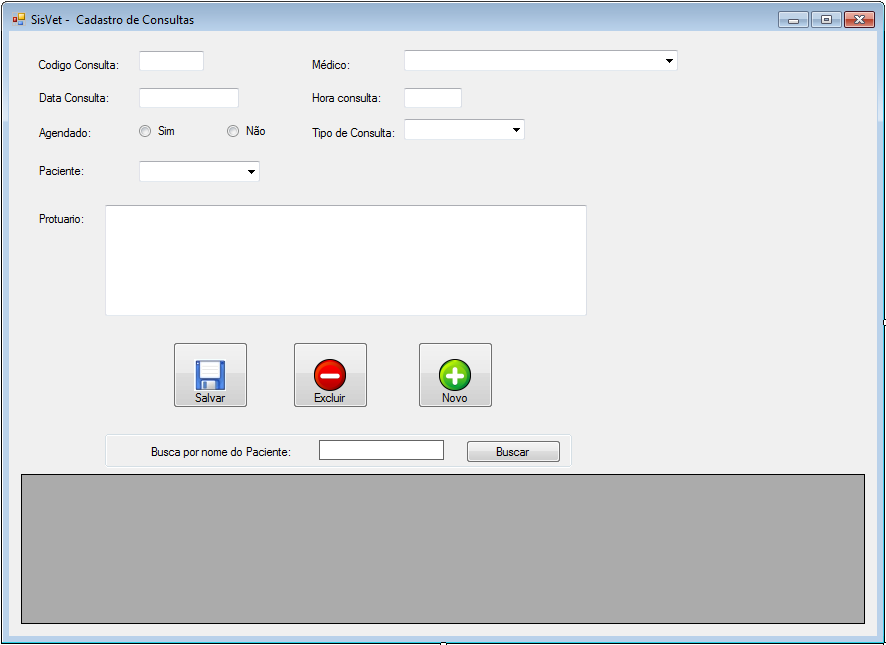 SisVet - Cadastro de Consultas
Codigo Consulta:
Médico:
Data Consulta:
Hora consulta:
Agendado:
Sim
Não
Tipo de Consulta:
Paciente:
Protuario:
Salvar
Excluir
Novo
Busca por nome do Paciente:
Buscar